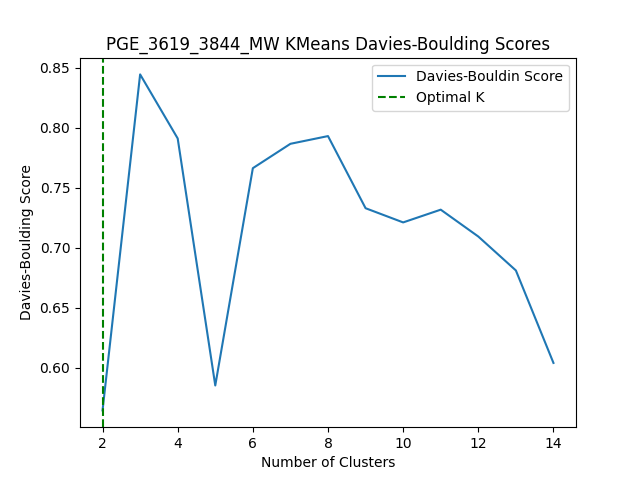 PGE_3619_3844_MW KMeans Davies-Boulding Scores
Davies-Bouldin Score
Optimal K
Davies-Boulding Score
0.85
0.80
0.75
0.70
0.65
0.60
2 4 6 8 10 12 14
Number of Clusters